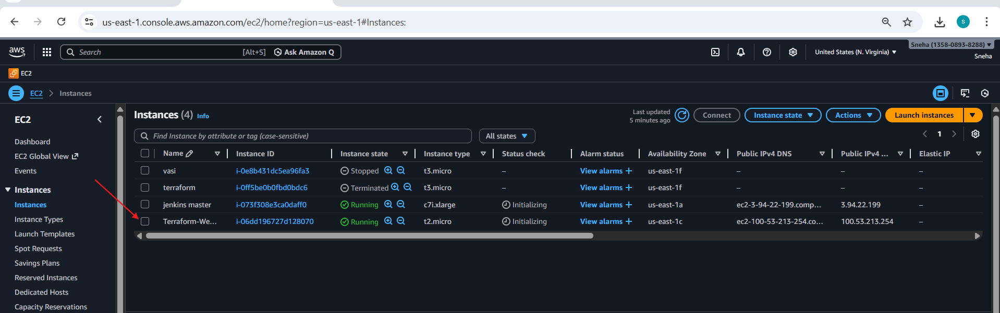 us-east-1.console.aws.amazon.com/ec2/home?region=us-east-1#Instances:
S
aws
Search [Alt+S] Ask Amazon Q
United States (N. Virginia)
Sneha (1358-0893-8288)
Sneha
EC2
EC2 Instances
EC2
Dashboard
EC2 Global View
Events
Instances
Instances
Instance Types
Launch Templates
Spot Requests
Savings Plans
Reserved Instances
Dedicated Hosts
Capacity Reservations
Instances (4) Info
Last updated
5 minutes ago
Connect Instance state Actions Launch instances
Find Instance by attribute or tag (case-sensitive) All states 1
Name Instance ID Instance state Instance type Status check Alarm status Availability Zone Public IPv4 DNS Public IPv4 ... Elastic IP
vasi i-0e8b431dc5ea96fa3 Stopped t3.micro – View alarms + us-east-1f – – –
terraform i-0ff5be0b0fbd0bdc6 Terminated t3.micro – View alarms + us-east-1f – – –
jenkins master i-073f308e3ca0daff0 Running c7i.xlarge Initializing View alarms + us-east-1a ec2-3-94-22-199.comp... 3.94.22.199 –
Terraform-We... i-06dd196727d128070 Running t2.micro Initializing View alarms + us-east-1c ec2-100-53-213-254.co... 100.53.213.254 –